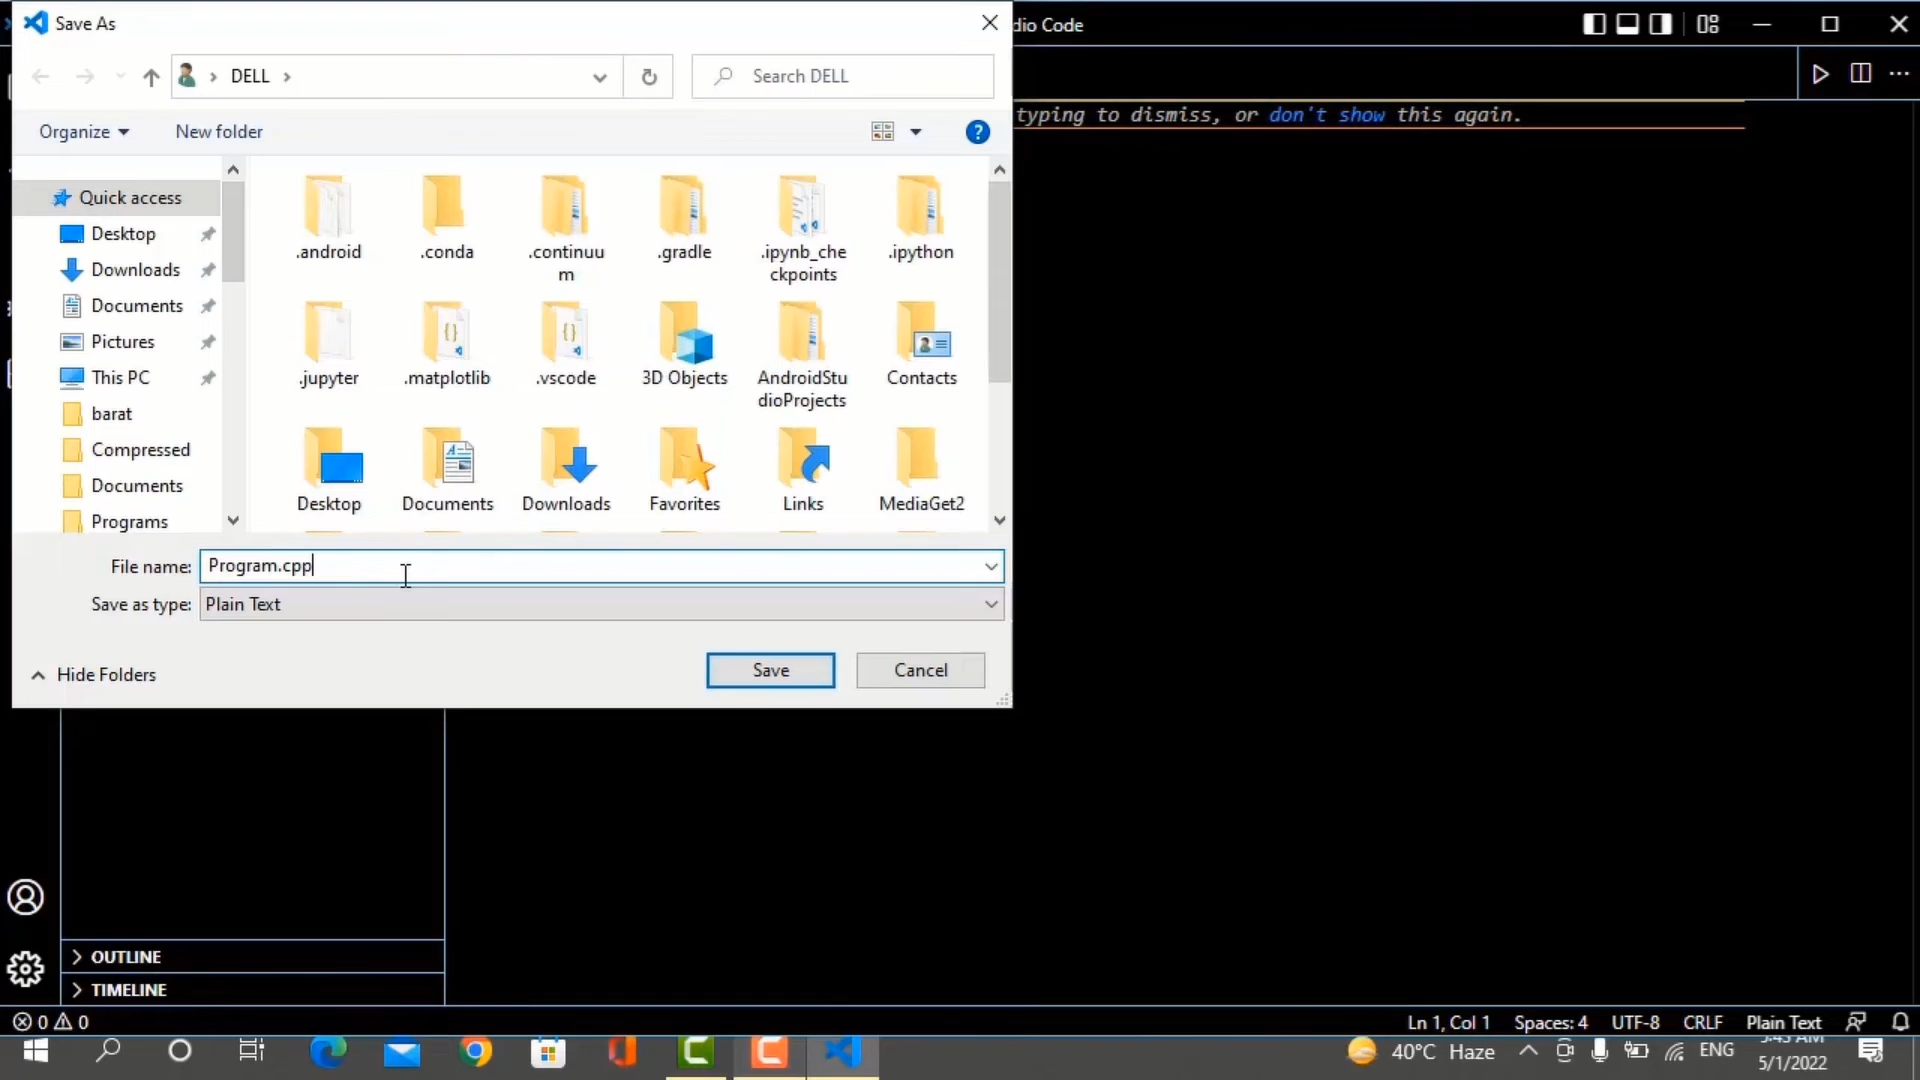 Save As
dio Code
DELL
Search DELL
Organize
New folder
typing to dismiss, or don't show this again.
Quick access
Desktop
Downloads
Documents
Pictures
This PC
barat
Compressed
Documents
Programs
.android
.conda
.continuu
m
.gradle
.ipynb_che
ckpoints
.ipython
.jupyter
.matplotlib
.vscode
3D Objects
AndroidStu
dioProjects
Contacts
Desktop
Documents
Downloads
Favorites
Links
MediaGet2
File name: Program.cpp
Save as type: Plain Text
Hide Folders
Save
Cancel
OUTLINE
TIMELINE
0 0
Ln 1, Col 1
Spaces: 4
UTF-8
CRLF
Plain Text
40°C Haze
ENG
5/1/2022